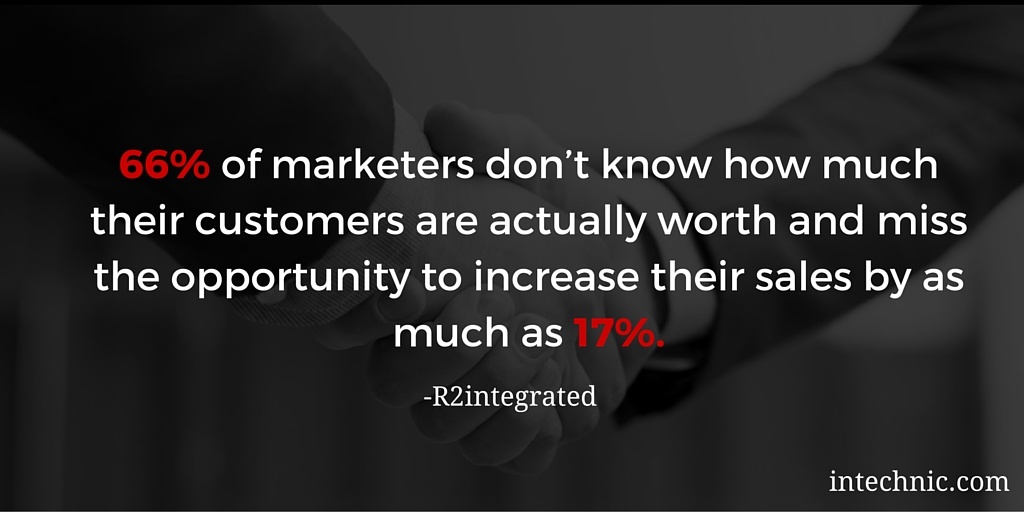 66% of marketers don’t know how much
their customers are actually worth and miss
the opportunity to increase their sales by as
much as 17%.
-R2integrated
intechnic.com